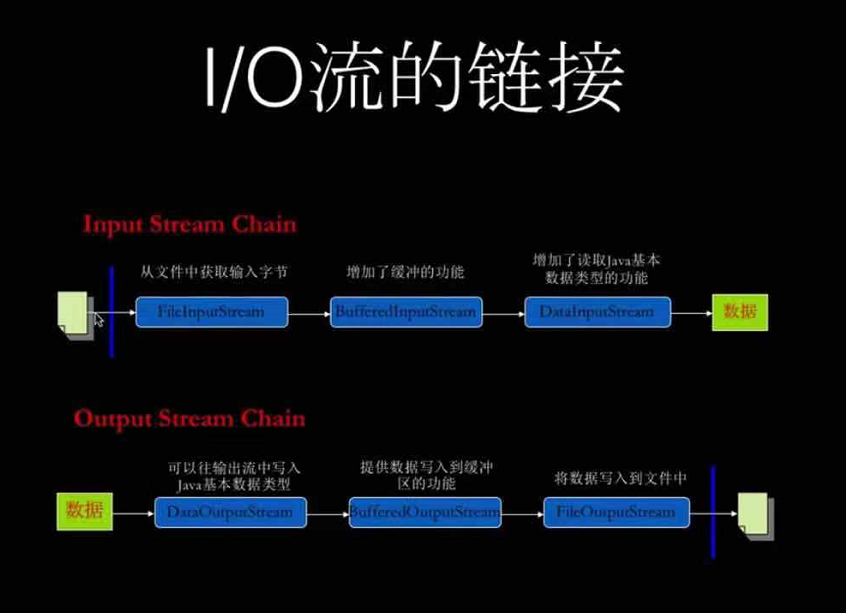 I/O流的链接
Input Stream Chain
从文件中获取输入字节
增加了缓冲的功能
增加了读取Java基本
数据类型的功能
FileInputStream
BufferedInputStream
DataInputStream
数据
Output Stream Chain
可以往输出流中写入
Java基本数据类型
提供数据写入到缓冲
区的功能
将数据写入到文件中
数据
DataOutputStream
BufferedOutputStream
FileOutputStream